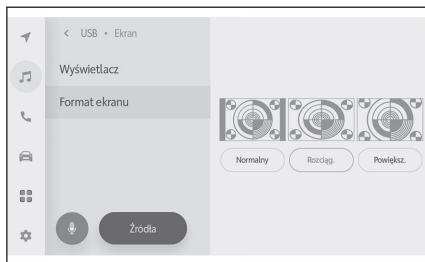 USB • Ekran
Wyświetlacz
Format ekranu
Normalny
Rozciąg.
Powiększ.
Źródła